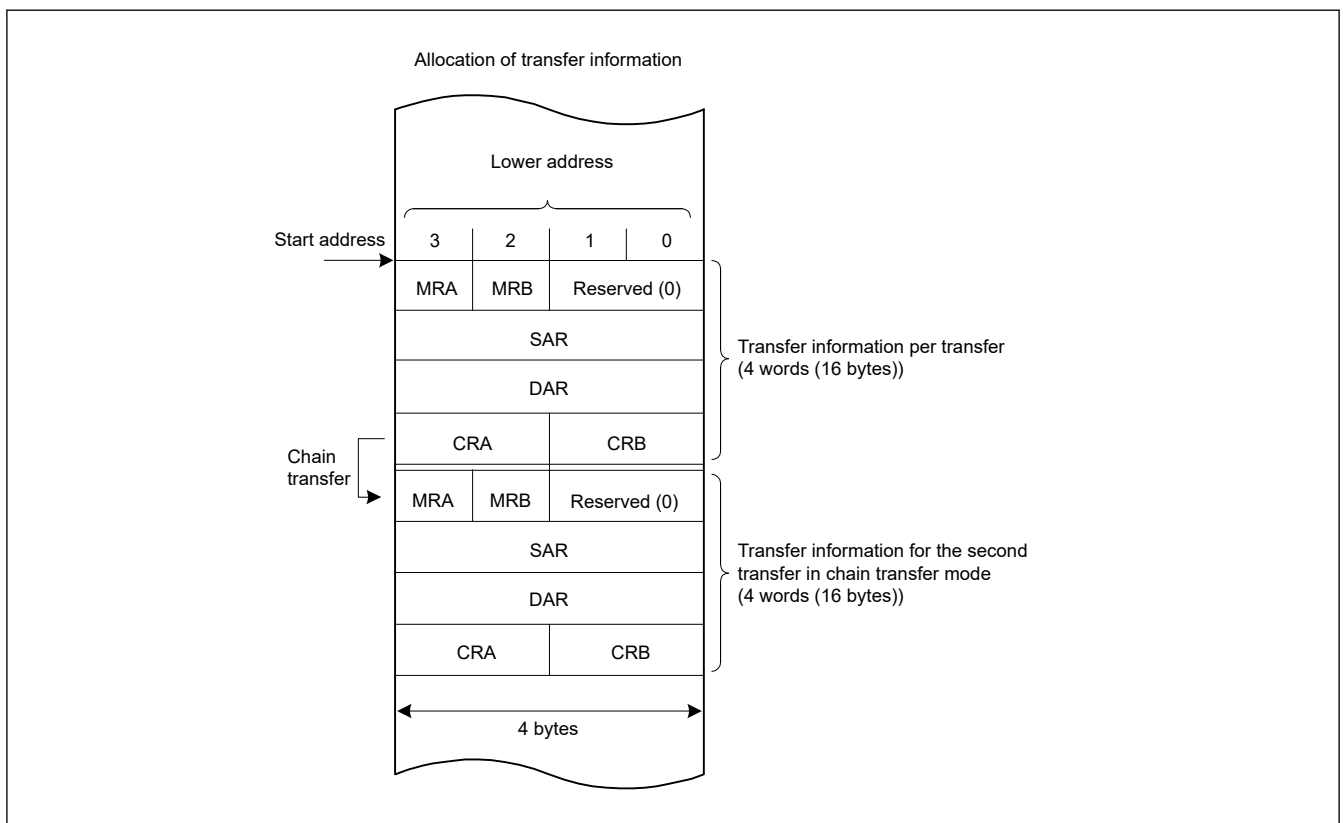 Allocation of transfer information
Lower address
Start address
3 2 1 0
MRA MRB Reserved (0)
SAR
DAR
CRA CRB
Transfer information per transfer
(4 words (16 bytes))
Chain
transfer
MRA MRB Reserved (0)
SAR
DAR
CRA CRB
Transfer information for the second
transfer in chain transfer mode
(4 words (16 bytes))
4 bytes